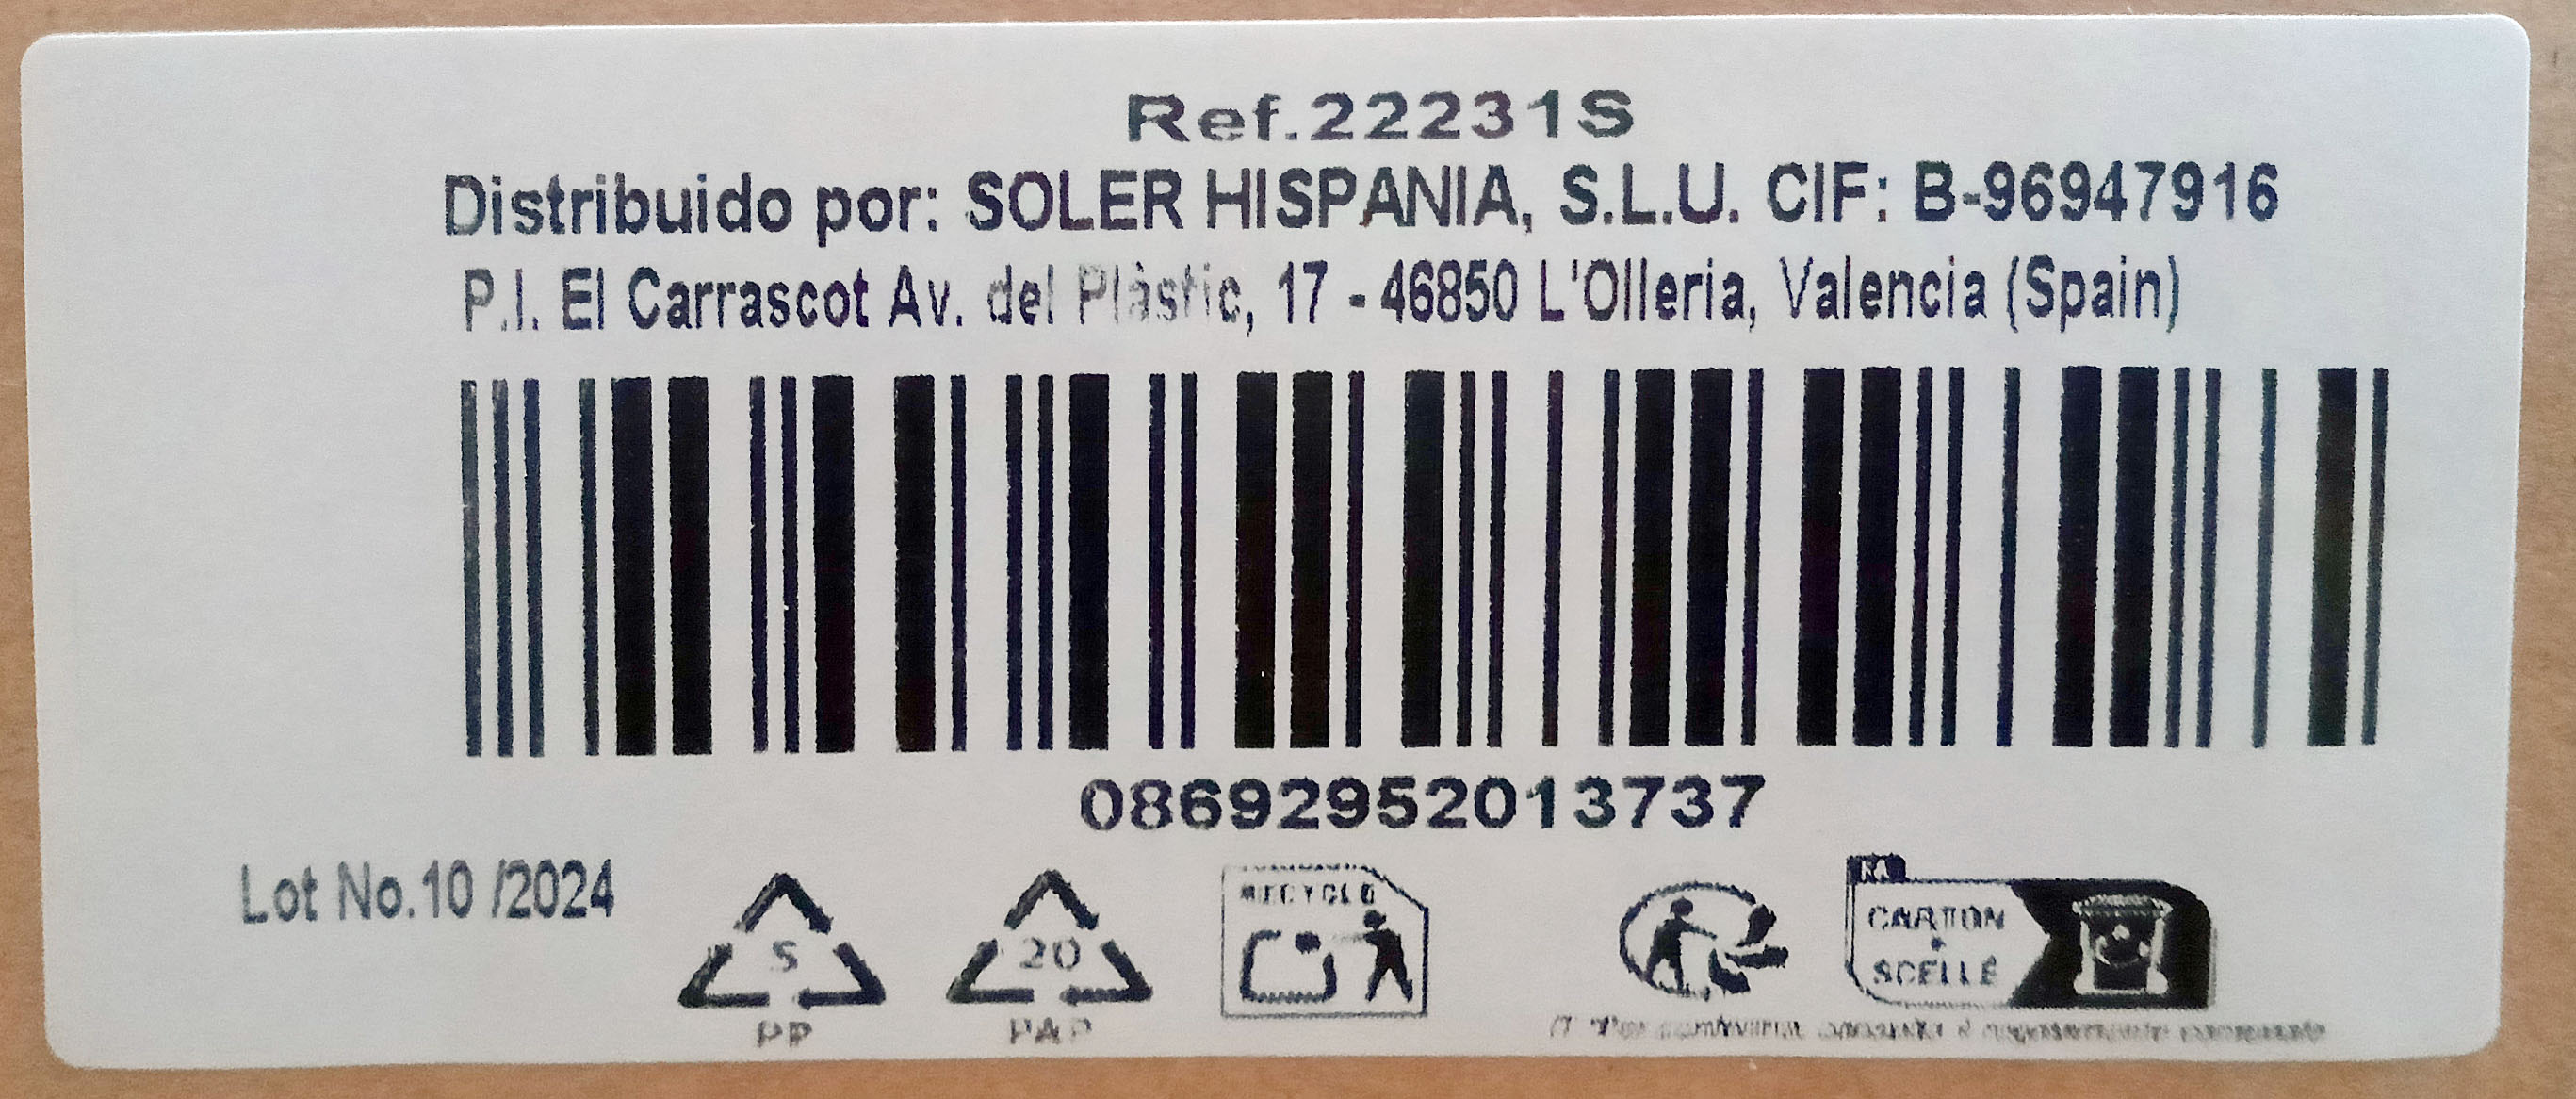 Ref.22231S
Distribuido por: SOLER HISPANIA, S.L.U. CIF: B-96947916
P.I. El Carrascot Av. del Plàstic, 17 - 46850 L'Olleria, Valencia (Spain)
08692952013737
Lot No.10 /2024
5
PP
20
PAP
RECYCLE
CARTON
SCELLÉ